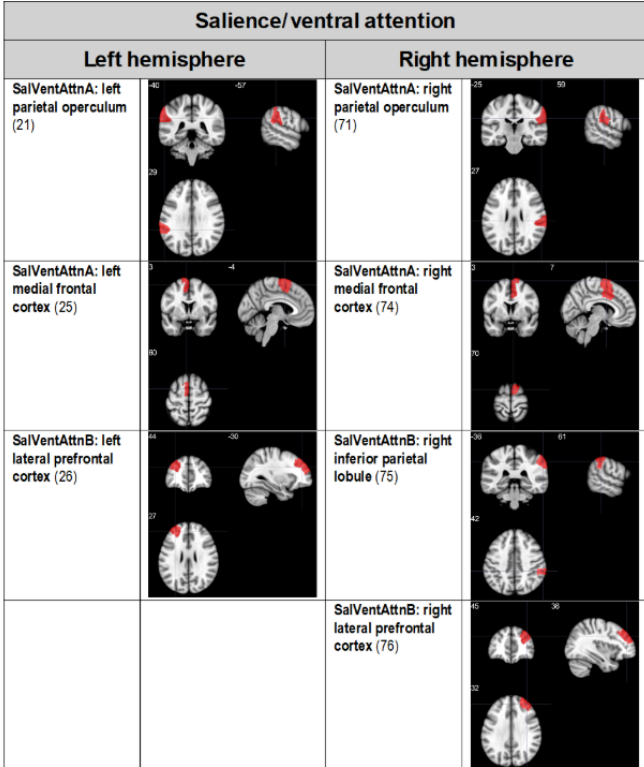 Salience/ventral attention
Left hemisphere
Right hemisphere
SalVentAttnA: left
parietal operculum
(21)
-40
-57
29
SalVentAttnA: right
parietal operculum
(71)
-25
59
27
SalVentAttnA: left
medial frontal
cortex (25)
3
-4
60
SalVentAttnA: right
medial frontal
cortex (74)
3
7
70
SalVentAttnB: left
lateral prefrontal
cortex (26)
44
-30
27
SalVentAttnB: right
inferior parietal
lobule (75)
-36
61
42
SalVentAttnB: right
lateral prefrontal
cortex (76)
45
36
32